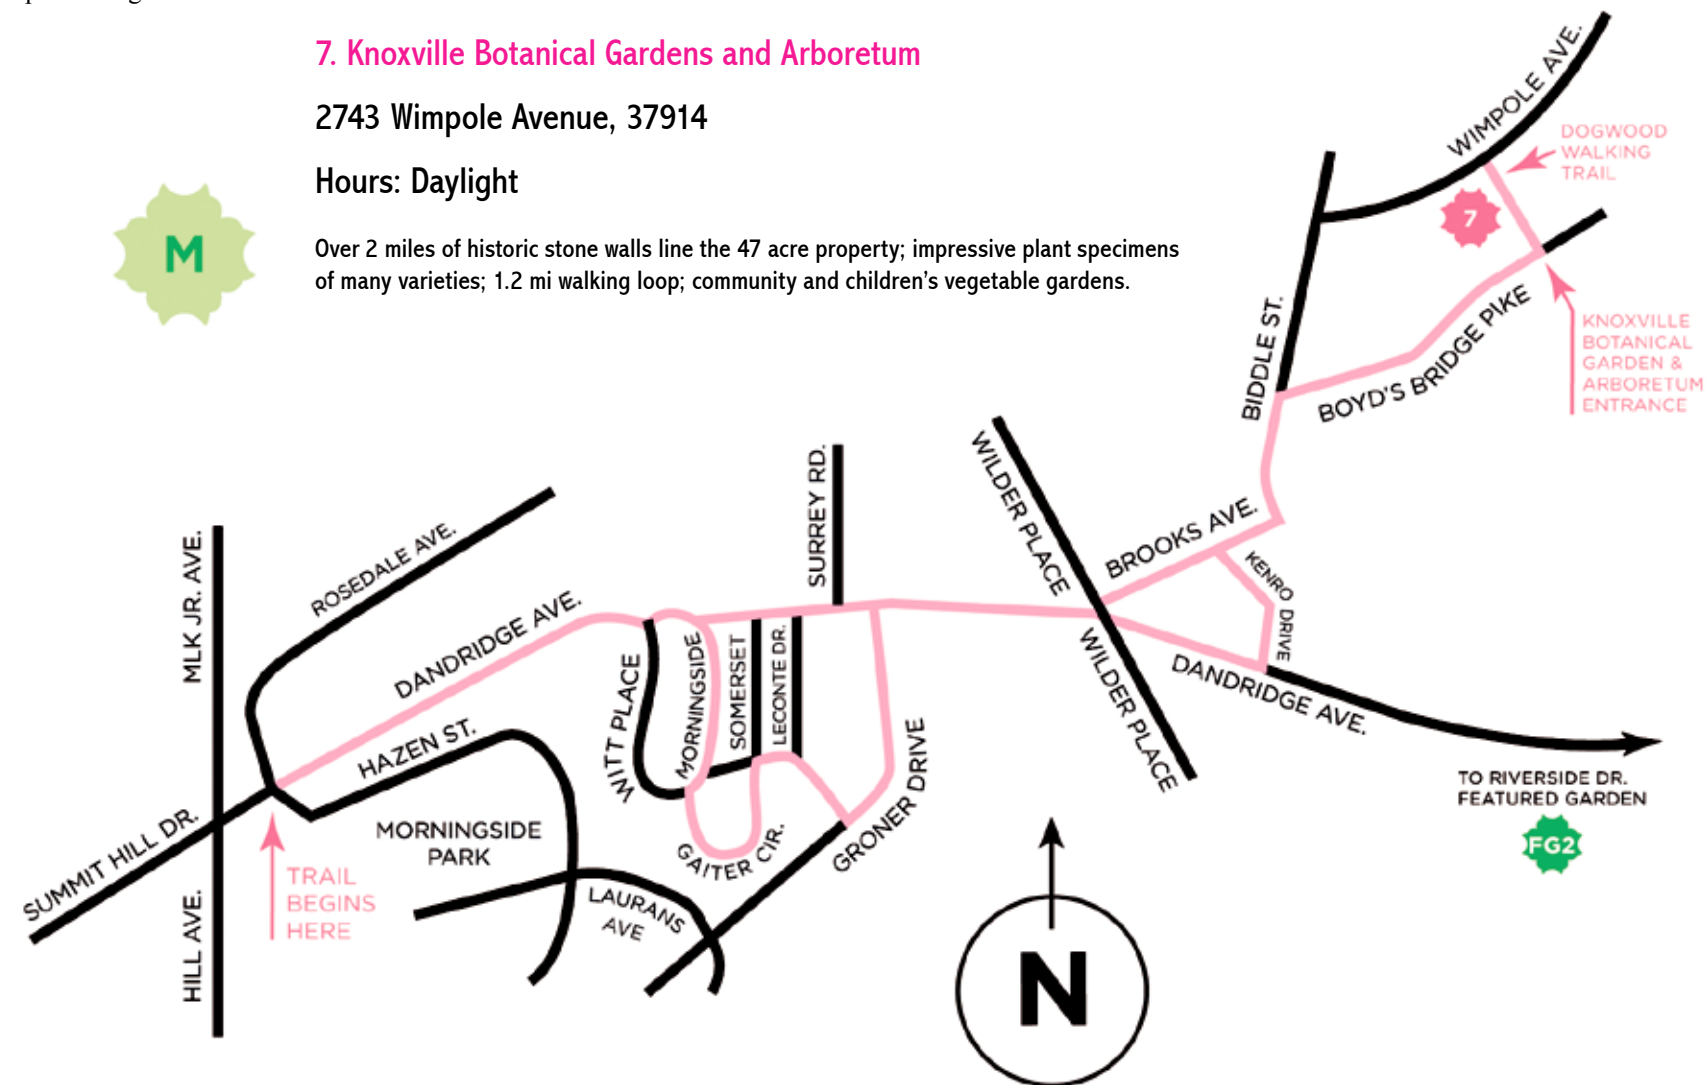 7. Knoxville Botanical Gardens and Arboretum
2743 Wimpole Avenue, 37914
Hours: Daylight
Over 2 miles of historic stone walls line the 47 acre property; impressive plant specimens
of many varieties; 1.2 mi walking loop; community and children’s vegetable gardens.
M
WIMPOLE AVE.
DOGWOOD
WALKING
TRAIL
7
BIDDLE ST.
BOYD'S BRIDGE PIKE
KNOXVILLE
BOTANICAL
GARDEN &
ARBORETUM
ENTRANCE
WILDER PLACE
BROOKS AVE.
KENRO DRIVE
SURREY RD.
MLK JR. AVE.
ROSEDALE AVE.
DANDRIDGE AVE.
HAZEN ST.
WITT PLACE
MORNINGSIDE
SOMERSET
LECONTE DR.
WILDER PLACE
DANDRIDGE AVE.
GRONER DRIVE
TO RIVERSIDE DR.
FEATURED GARDEN
FG2
SUMMIT HILL DR.
MORNINGSIDE
PARK
GAITER CIR.
TRAIL
BEGINS
HERE
HILL AVE.
LAURANS
AVE
N